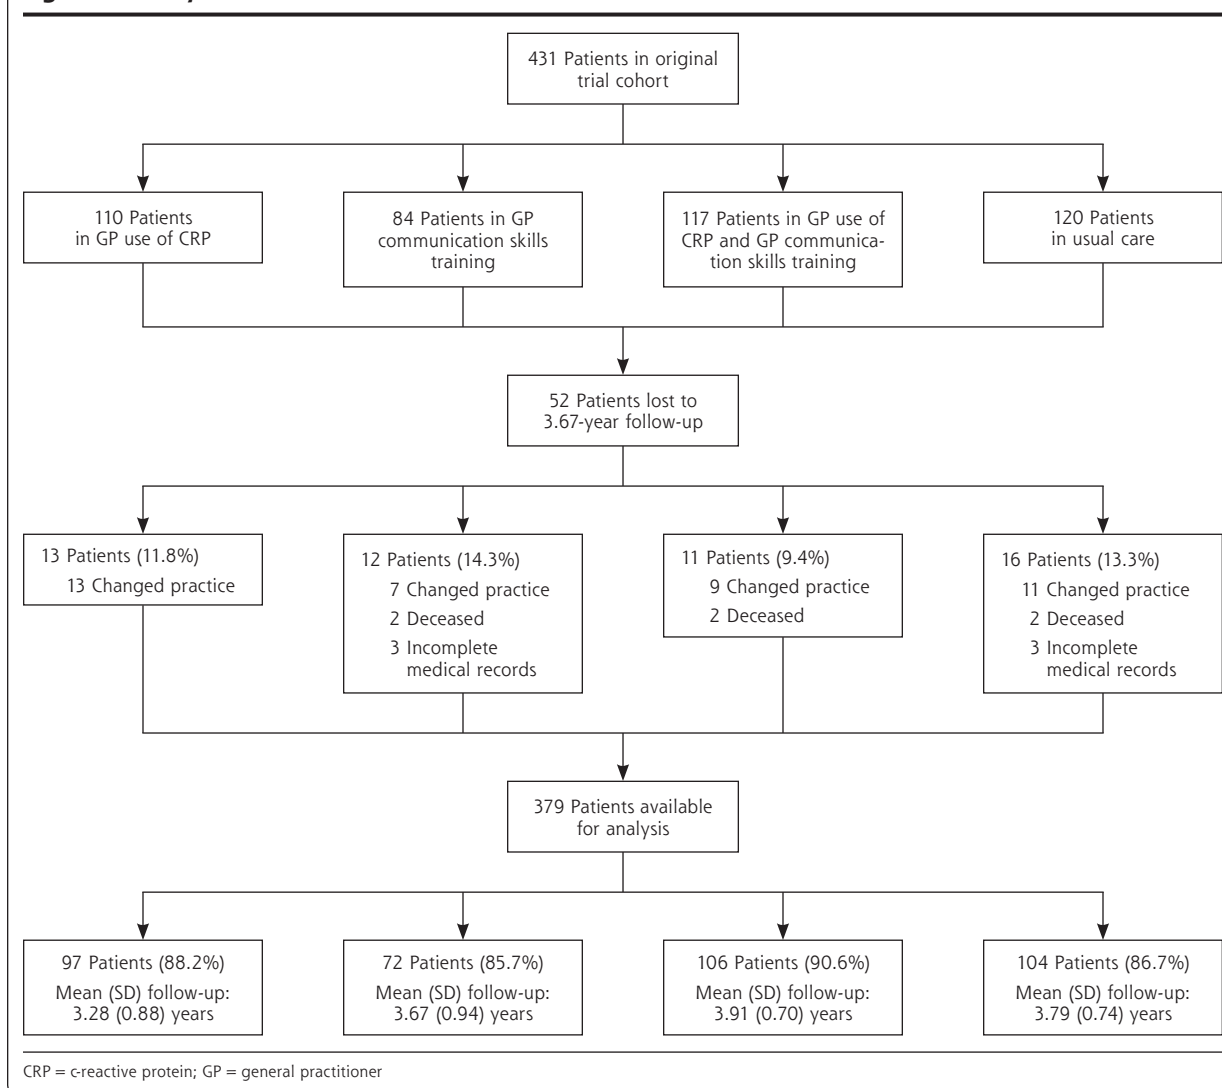 431 Patients in original
trial cohort
110 Patients
in GP use of CRP
84 Patients in GP
communication skills
training
117 Patients in GP use of
CRP and GP communica-
tion skills training
120 Patients
in usual care
52 Patients lost to
3.67-year follow-up
13 Patients (11.8%)
13 Changed practice
12 Patients (14.3%)
7 Changed practice
2 Deceased
3 Incomplete
medical records
11 Patients (9.4%)
9 Changed practice
2 Deceased
16 Patients (13.3%)
11 Changed practice
2 Deceased
3 Incomplete
medical records
379 Patients available
for analysis
97 Patients (88.2%)
Mean (SD) follow-up:
3.28 (0.88) years
72 Patients (85.7%)
Mean (SD) follow-up:
3.67 (0.94) years
106 Patients (90.6%)
Mean (SD) follow-up:
3.91 (0.70) years
104 Patients (86.7%)
Mean (SD) follow-up:
3.79 (0.74) years
CRP = c-reactive protein; GP = general practitioner